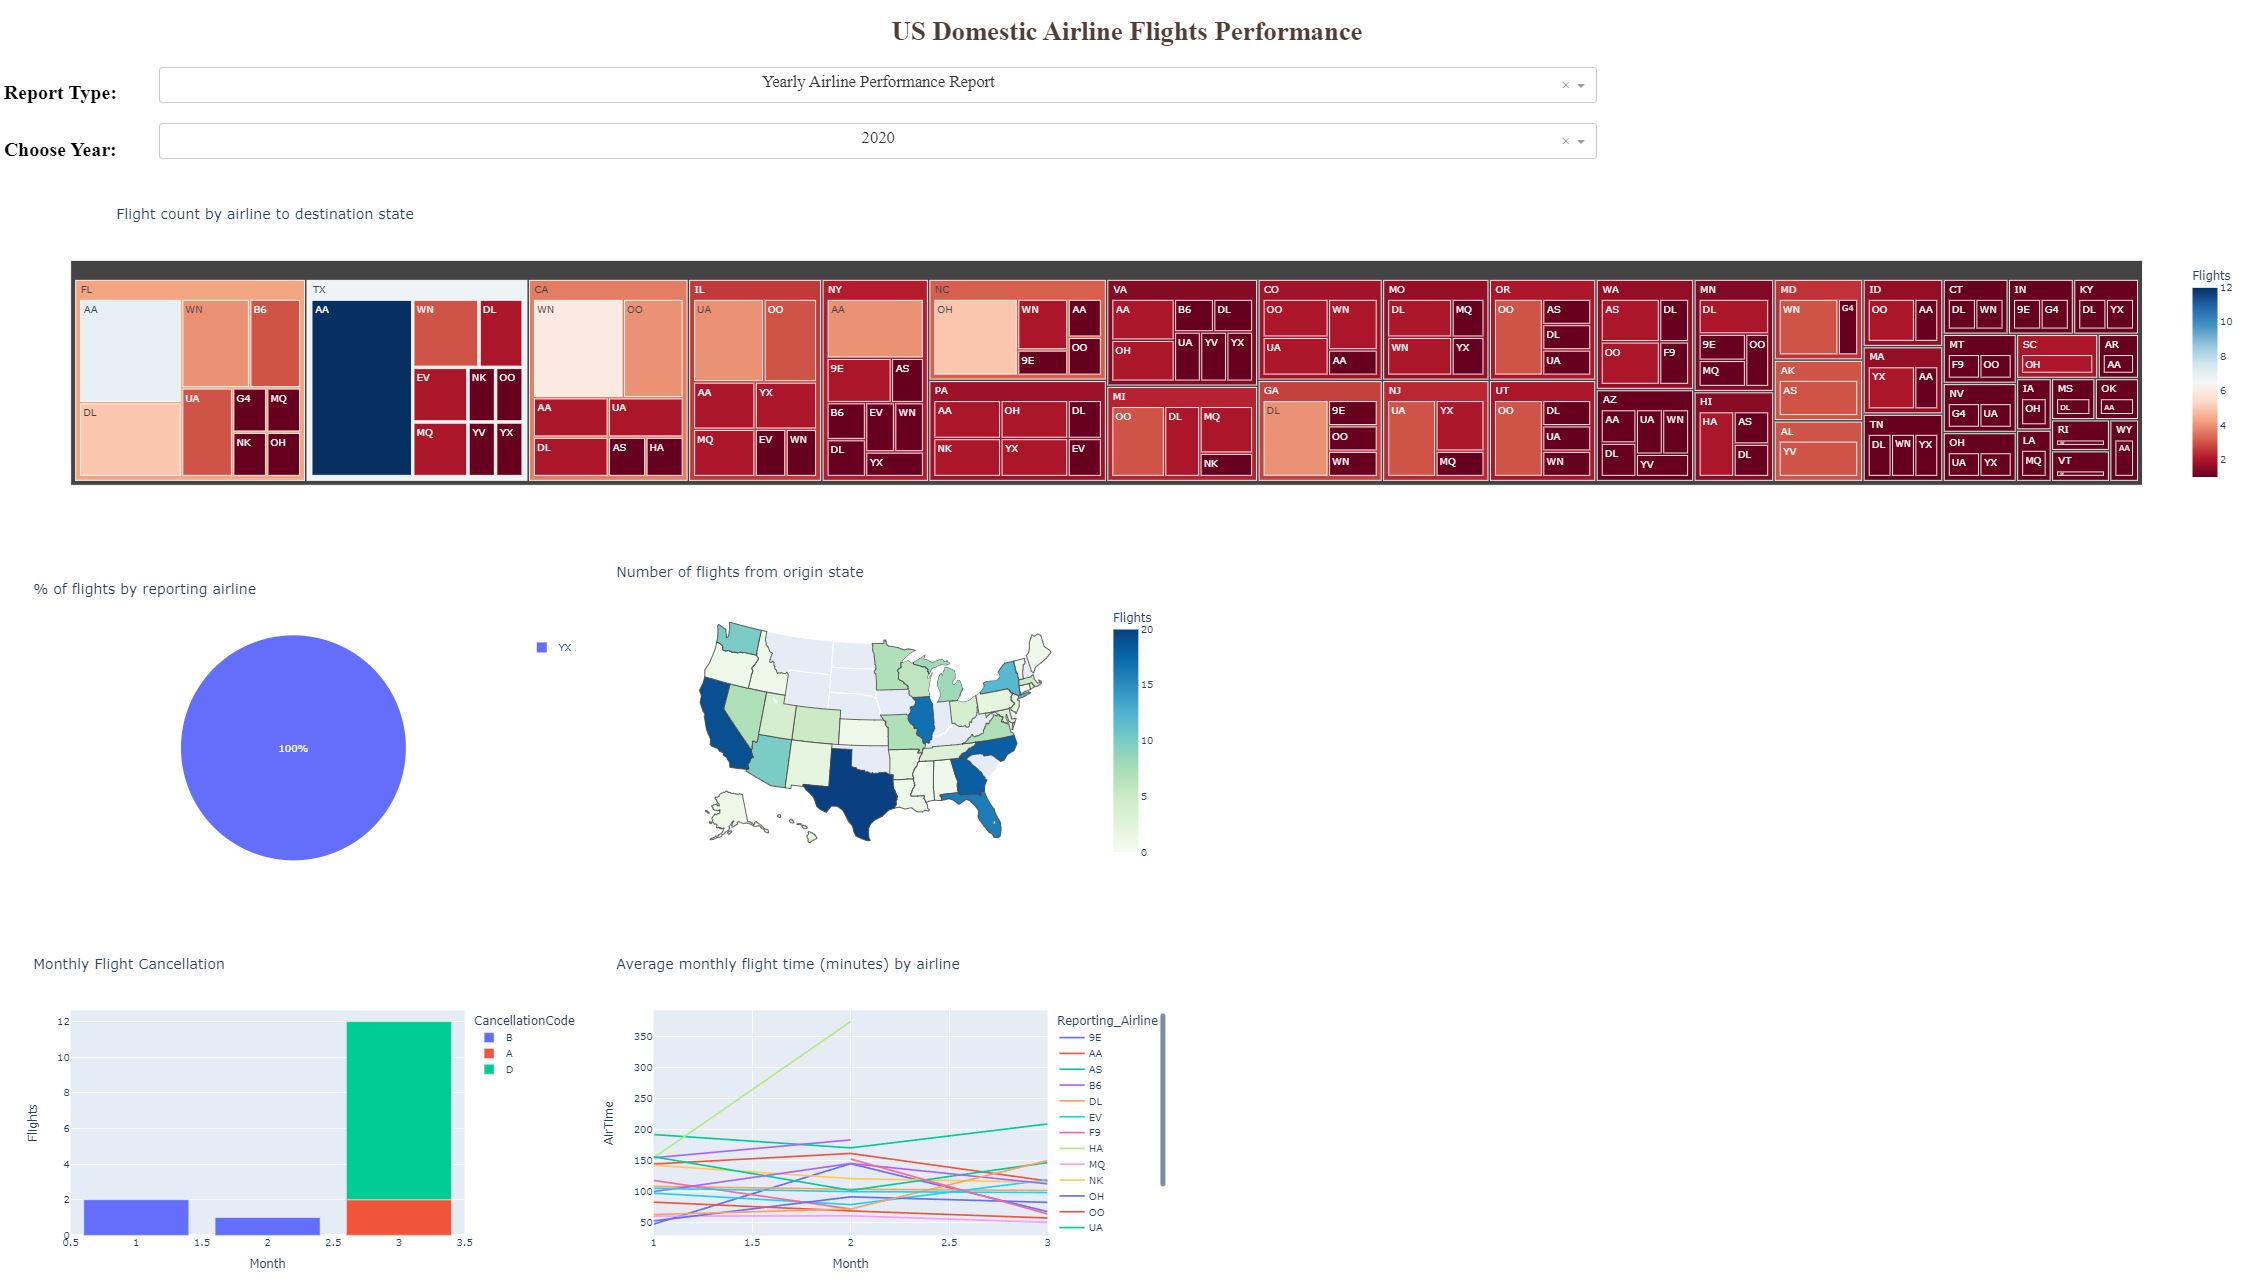 US Domestic Airline Flights Performance
Report Type:
Yearly Airline Performance Report
× 
Choose Year:
2020
×
Flight count by airline to destination state
FL
AA
WN
B6
DL
UA
G4
MQ
NK
OH
TX
AA
WN
DL
EV
NK
OO
MQ
YV
YX
CA
WN
OO
AA
UA
DL
AS
HA
IL
UA
OO
AA
YX
MQ
EV
WN
NY
AA
9E
AS
B6
EV
WN
DL
YX
NC
OH
WN
AA
9E
OO
PA
AA
OH
DL
NK
YX
EV
VA
AA
B6
DL
OH
UA
YV
YX
MI
OO
DL
MQ
NK
CO
OO
WN
UA
AA
GA
DL
9E
OO
WN
MO
DL
MQ
WN
YX
NJ
UA
YX
MQ
OR
OO
AS
DL
UA
UT
OO
DL
UA
WN
WA
AS
DL
OO
F9
AZ
AA
UA
WN
DL
YV
MN
DL
9E
OO
MQ
HI
HA
AS
DL
MD
WN
G4
AK
AS
AL
YV
ID
OO
AA
MA
YX
AA
TN
DL
WN
YX
CT
DL
WN
MT
F9
OO
NV
G4
UA
OH
UA
YX
IN
9E
G4
KY
DL
YX
SC
OH
AR
AA
IA
OH
MS
DL
OK
AA
LA
MQ
RI
VT
WY
AA
Flights
12
10
8
6
4
2
% of flights by reporting airline
100%
YX
Number of flights from origin state
Flights
20
15
10
5
0
Monthly Flight Cancellation
12
10
8
6
4
2
0
Flights
0.5 1 1.5 2 2.5 3 3.5
Month
CancellationCode
B
A
D
Average monthly flight time (minutes) by airline
350
300
250
200
150
100
50
AirTime
1 1.5 2 2.5 3
Month
Reporting_Airline
9E
AA
AS
B6
DL
EV
F9
HA
MQ
NK
OH
OO
UA